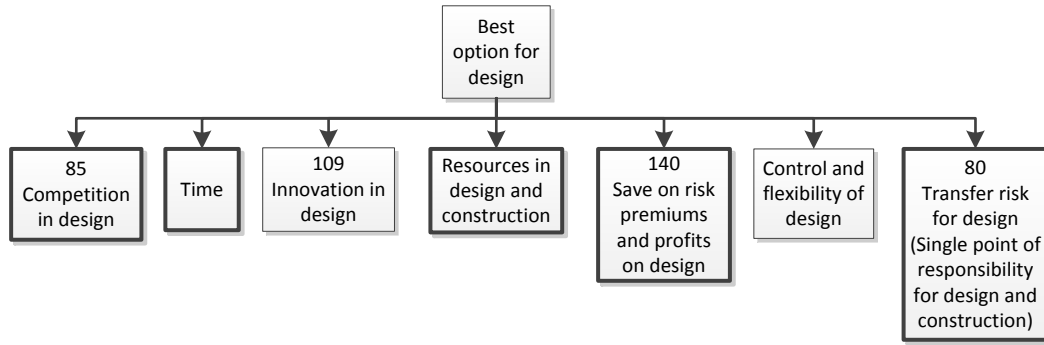 Best
option for
design
85
Competition
in design
Time
109
Innovation in
design
Resources in
design and
construction
140
Save on risk
premiums
and profits
on design
Control and
flexibility of
design
80
Transfer risk
for design
(Single point of
responsibility
for design and
construction)